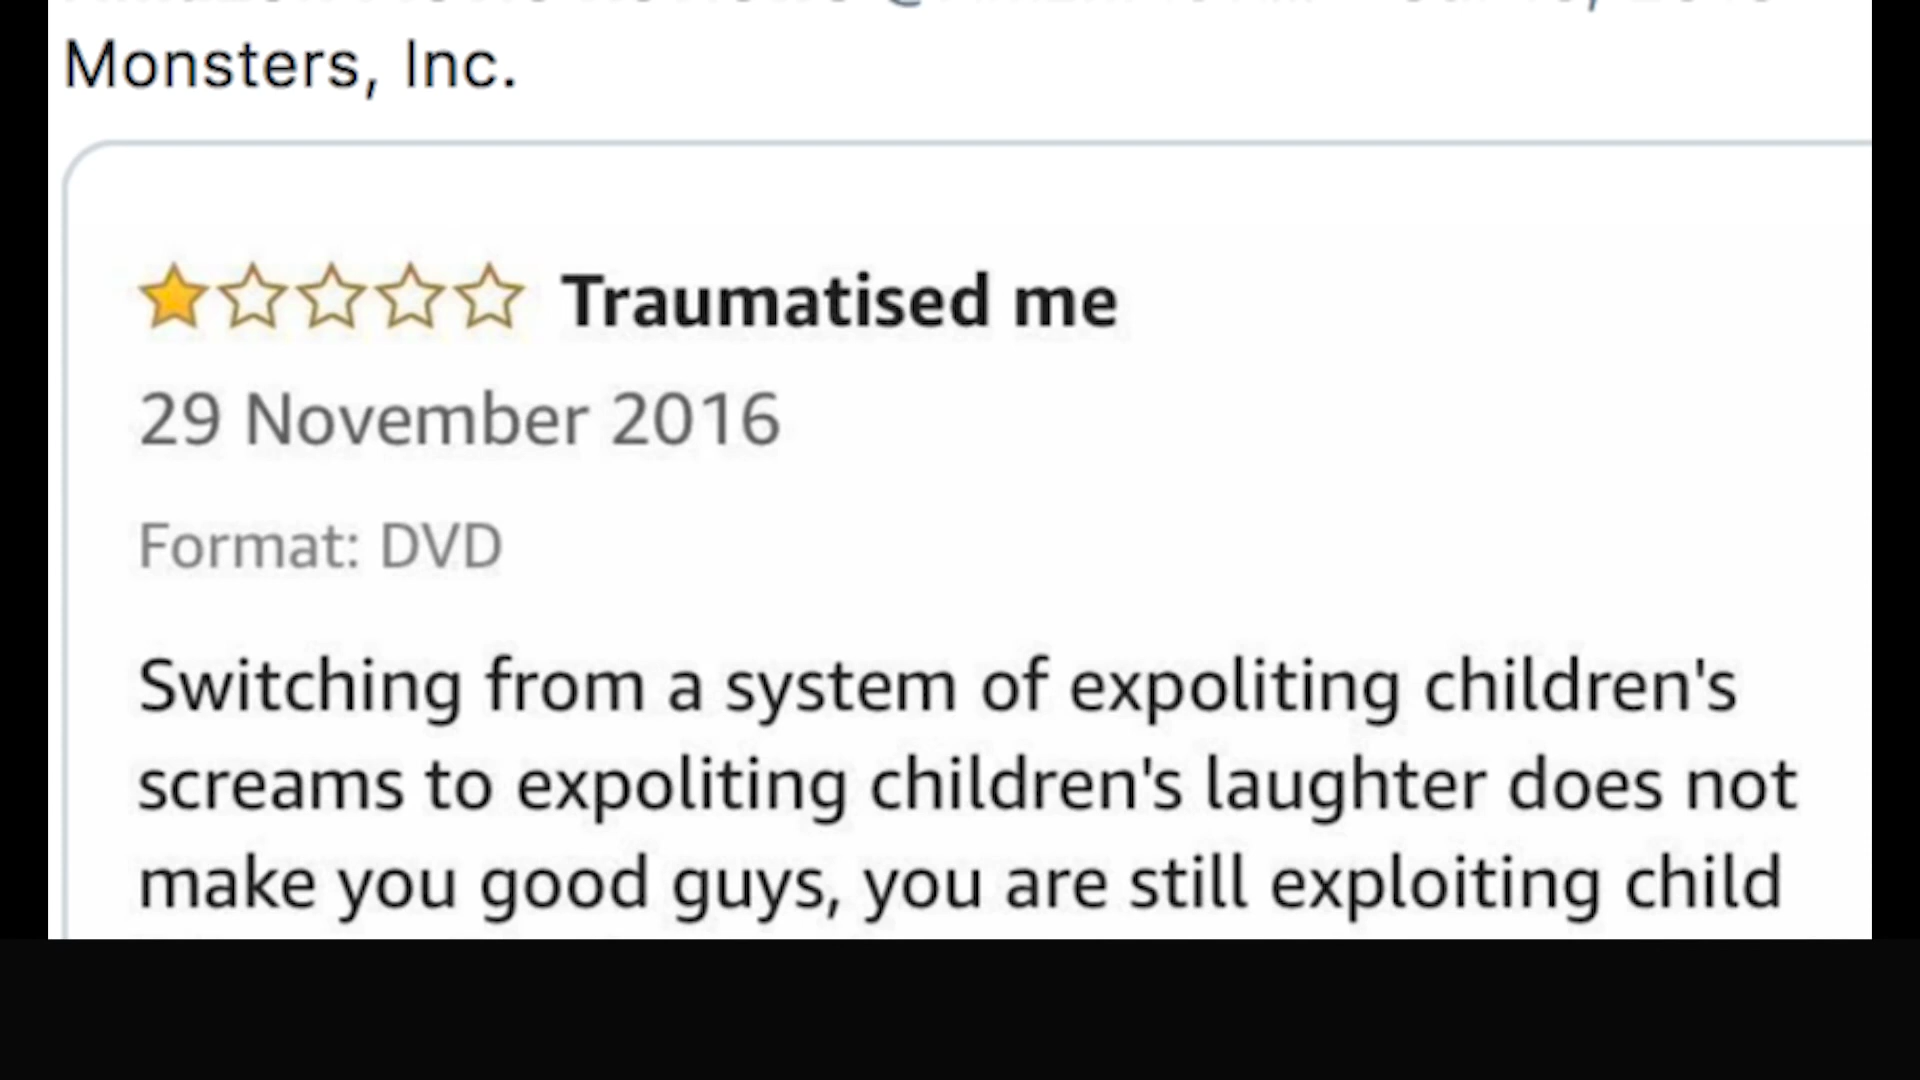 Monsters, Inc.
Traumatised me
29 November 2016
Format: DVD
Switching from a system of expoliting children's
screams to expoliting children's laughter does not
make you good guys, you are still exploiting child